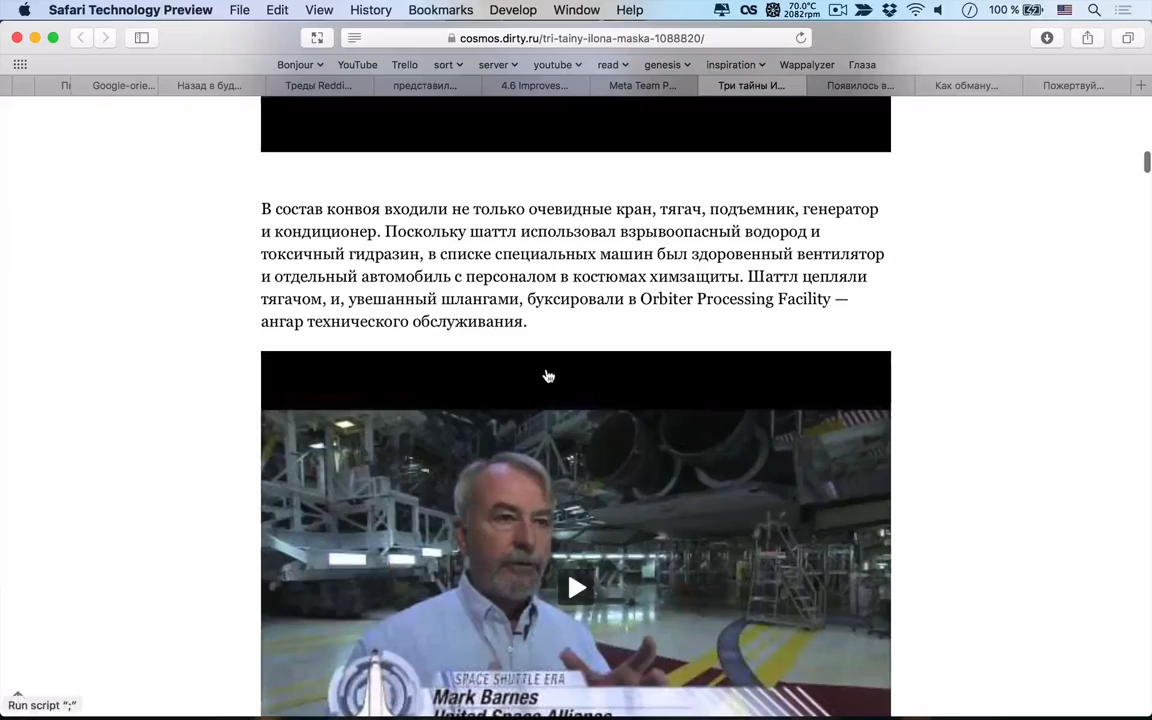 Safari Technology Preview File Edit View History Bookmarks Develop Window Help
70.0°C
2082rpm
100 %
cosmos.dirty.ru/tri-tainy-ilona-maska-1088820/
Bonjour YouTube Trello sort server youtube read genesis inspiration Wappalyzer Глаза
Google-orie... Назад в буд... Треды Reddi... представил... 4.6 Improves... Meta Team P... Три тайны И... Появилось в... Как обману... Пожертвуй...
В состав конвоя входили не только очевидные кран, тягач, подъемник, генератор
и кондиционер. Поскольку шаттл использовал взрывоопасный водород и
токсичный гидразин, в списке специальных машин был здоровенный вентилятор
и отдельный автомобиль с персоналом в костюмах химзащиты. Шаттл цепляли
тягачом, и, увешанный шлангами, буксировали в Orbiter Processing Facility —
ангар технического обслуживания.
SPACE SHUTTLE ERA
Mark Barnes
United Space Alliance
Run script ";"